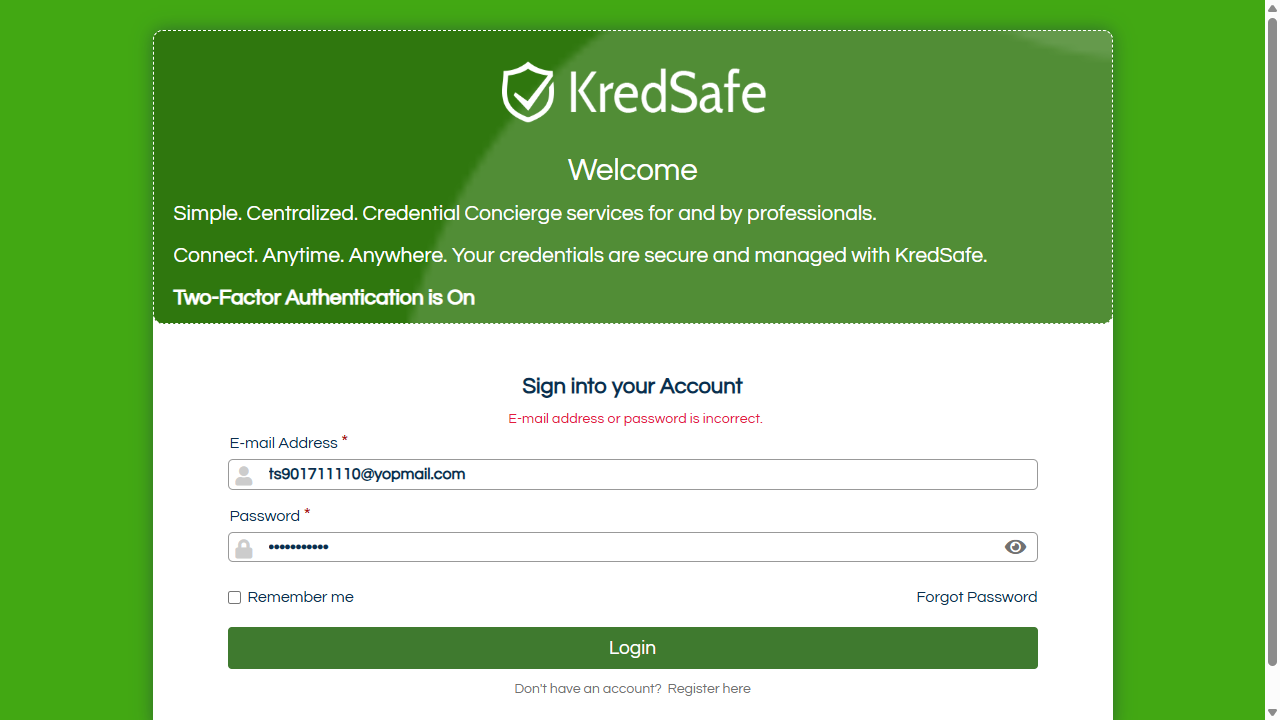 KredSafe
Welcome
Simple. Centralized. Credential Concierge services for and by professionals.
Connect. Anytime. Anywhere. Your credentials are secure and managed with KredSafe.
Two-Factor Authentication is On
Sign into your Account
E-mail address or password is incorrect.
E-mail Address *
ts901711110@yopmail.com
Password *
•••••••••••
Remember me Forgot Password
Login
Don't have an account? Register here